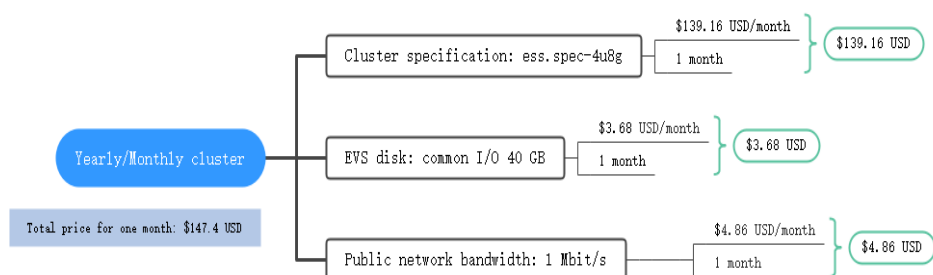 $139.16 USD/month
Cluster specification: ess.spec-4u8g
1 month
$139.16 USD
$3.68 USD/month
Yearly/Monthly cluster
EVS disk: common I/O 40 GB
1 month
$3.68 USD
Total price for one month: $147.4 USD
$4.86 USD/month
Public network bandwidth: 1 Mbit/s
1 month
$4.86 USD